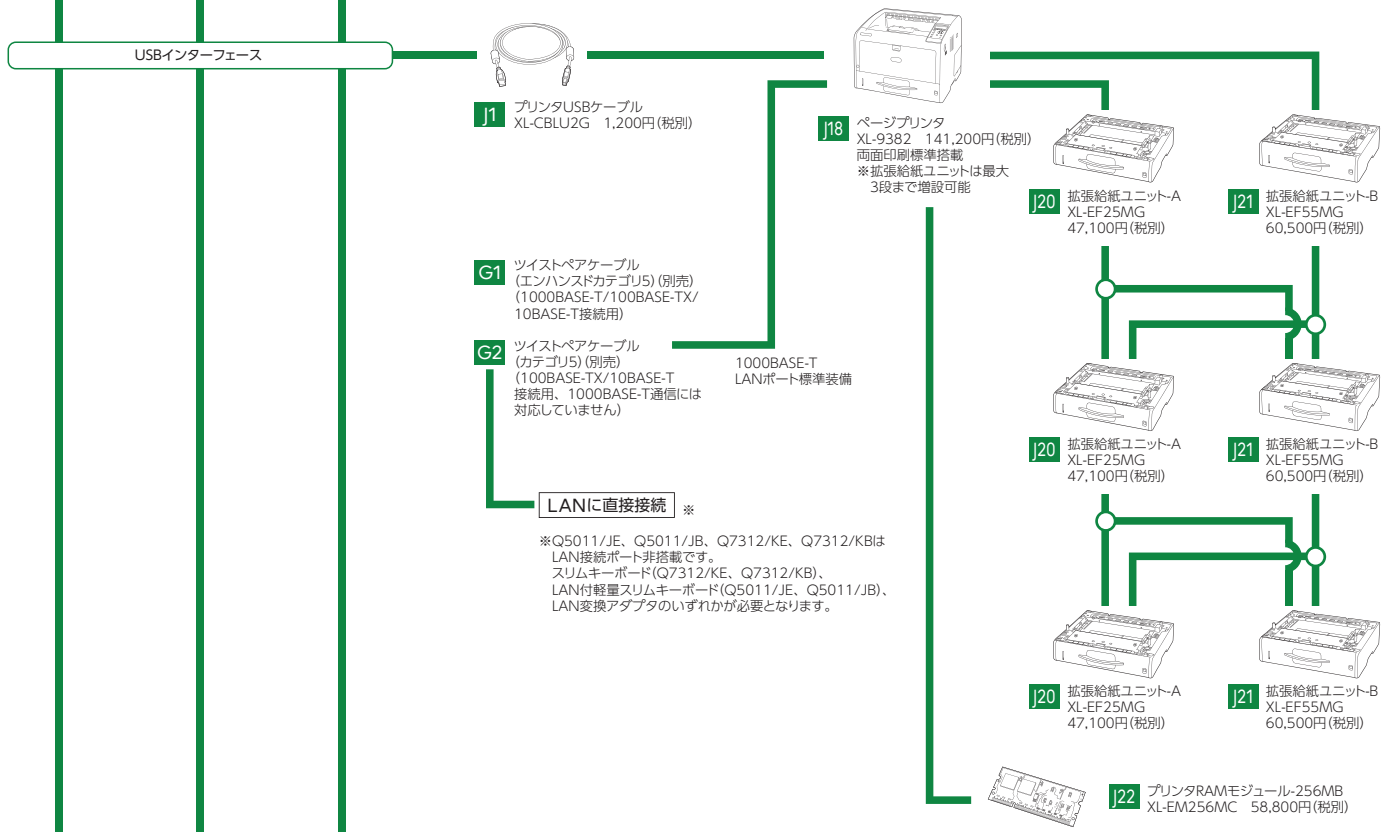 USBインターフェース
J1 プリンタUSBケーブル
XL-CBLU2G 1,200円(税別)
J18 ページプリンタ
XL-9382 141,200円(税別)
両面印刷標準搭載
※拡張給紙ユニットは最大
3段まで増設可能
J20 拡張給紙ユニット-A
XL-EF25MG
47,100円(税別)
J21 拡張給紙ユニット-B
XL-EF55MG
60,500円(税別)
G1 ツイストペアケーブル
(エンハンスドカテゴリ5)(別売)
(1000BASE-T/100BASE-TX/
10BASE-T接続用)
G2 ツイストペアケーブル
(カテゴリ5)(別売)
(100BASE-TX/10BASE-T
接続用、1000BASE-T通信には
対応していません)
1000BASE-T
LANポート標準装備
J20 拡張給紙ユニット-A
XL-EF25MG
47,100円(税別)
J21 拡張給紙ユニット-B
XL-EF55MG
60,500円(税別)
LANに直接接続 ※
※Q5011/JE、Q5011/JB、Q7312/KE、Q7312/KBは
LAN接続ポート非搭載です。
スリムキーボード(Q7312/KE、Q7312/KB)、
LAN付軽量スリムキーボード(Q5011/JE、Q5011/JB)、
LAN変換アダプタのいずれかが必要となります。
J20 拡張給紙ユニット-A
XL-EF25MG
47,100円(税別)
J21 拡張給紙ユニット-B
XL-EF55MG
60,500円(税別)
J22 プリンタRAMモジュール-256MB
XL-EM256MC 58,800円(税別)